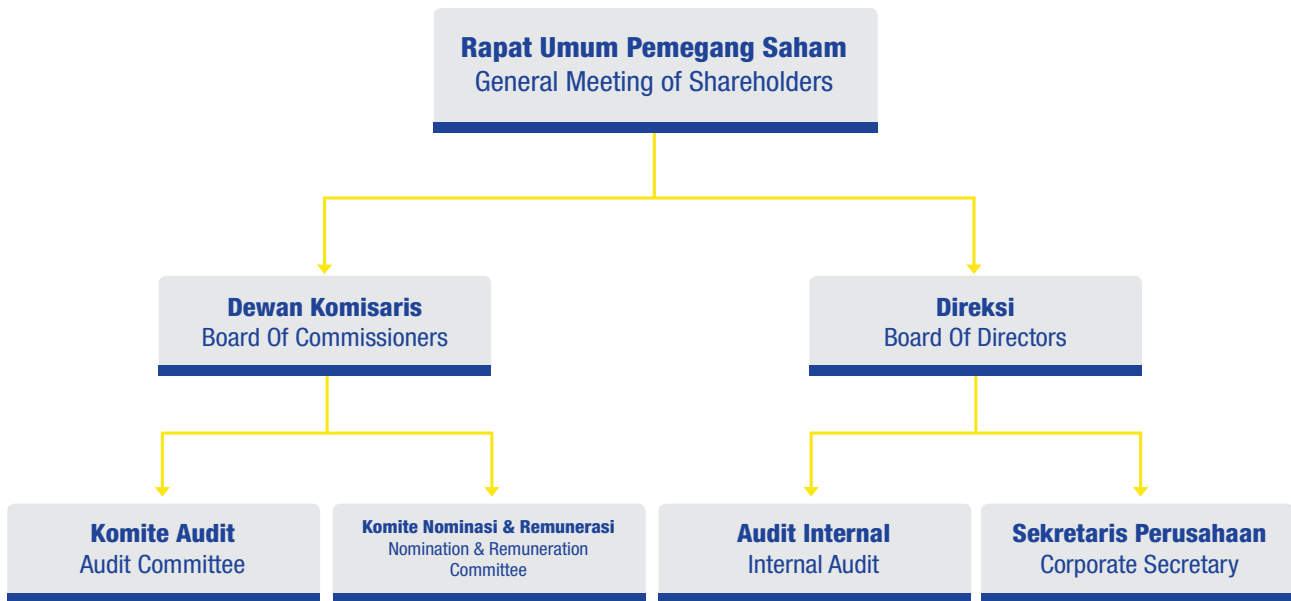 Rapat Umum Pemegang Saham
General Meeting of Shareholders
Dewan Komisaris
Board Of Commissioners
Direksi
Board Of Directors
Komite Audit
Audit Committee
Komite Nominasi & Remunerasi
Nomination & Remuneration
Committee
Audit Internal
Internal Audit
Sekretaris Perusahaan
Corporate Secretary